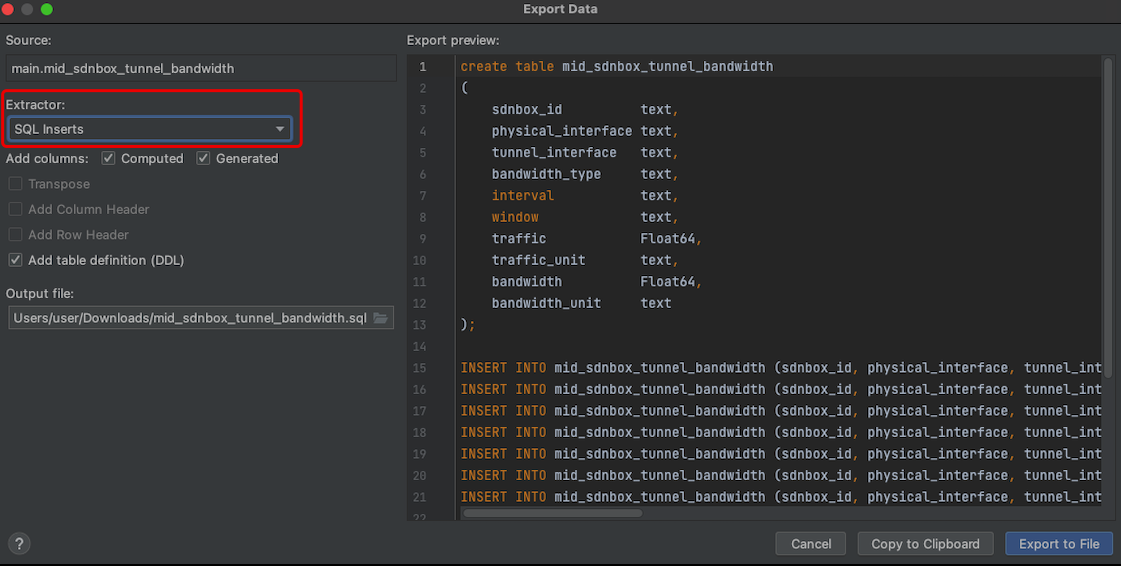 Export Data
Source:
main.mid_sdnbox_tunnel_bandwidth
Extractor:
SQL Inserts
Add columns: Computed Generated
Transpose
Add Column Header
Add Row Header
Add table definition (DDL)
Output file:
Users/user/Downloads/mid_sdnbox_tunnel_bandwidth.sql
Export preview:
1 create table mid_sdnbox_tunnel_bandwidth
2 (
3 sdnbox_id text,
4 physical_interface text,
5 tunnel_interface text,
6 bandwidth_type text,
7 interval text,
8 window text,
9 traffic Float64,
10 traffic_unit text,
11 bandwidth Float64,
12 bandwidth_unit text
13 );
14
15 INSERT INTO mid_sdnbox_tunnel_bandwidth (sdnbox_id, physical_interface, tunnel_int
16 INSERT INTO mid_sdnbox_tunnel_bandwidth (sdnbox_id, physical_interface, tunnel_int
17 INSERT INTO mid_sdnbox_tunnel_bandwidth (sdnbox_id, physical_interface, tunnel_int
18 INSERT INTO mid_sdnbox_tunnel_bandwidth (sdnbox_id, physical_interface, tunnel_int
19 INSERT INTO mid_sdnbox_tunnel_bandwidth (sdnbox_id, physical_interface, tunnel_int
20 INSERT INTO mid_sdnbox_tunnel_bandwidth (sdnbox_id, physical_interface, tunnel_int
21 INSERT INTO mid_sdnbox_tunnel_bandwidth (sdnbox_id, physical_interface, tunnel_int
22
? Cancel Copy to Clipboard Export to File